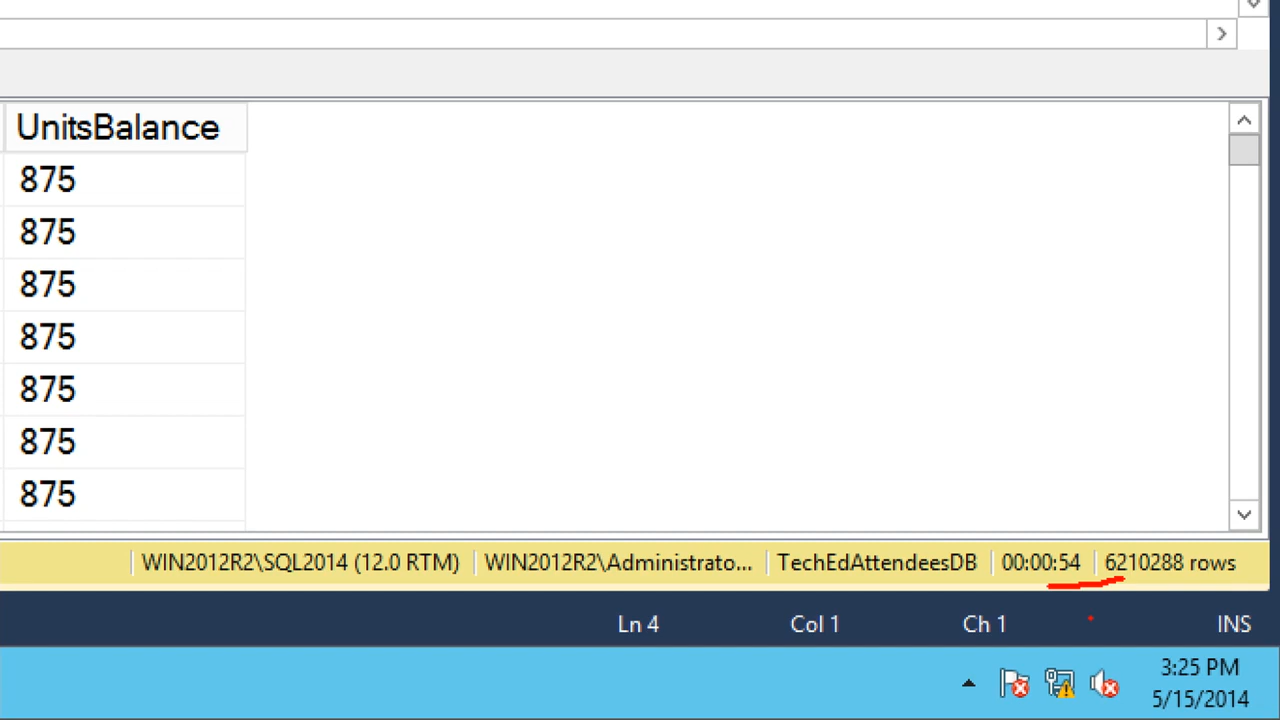 UnitsBalance
875
875
875
875
875
875
875
WIN2012R2\SQL2014 (12.0 RTM) WIN2012R2\Administrato... TechEdAttendeesDB 00:00:54 6210288 rows
Ln 4 Col 1 Ch 1 INS
3:25 PM
5/15/2014